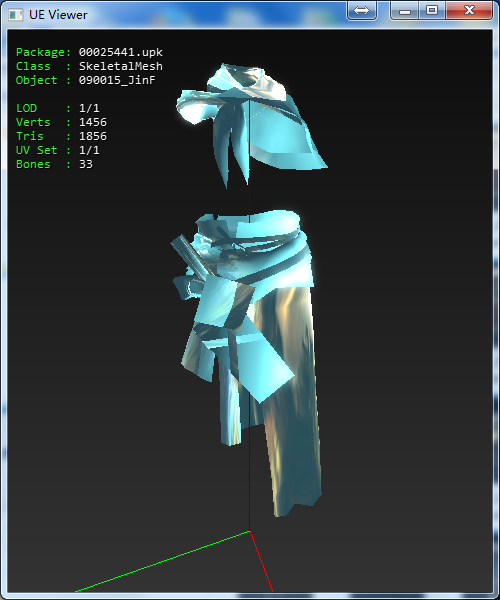 UE Viewer
Package: 00025441.upk
Class : SkeletalMesh
Object : 090015_JinF
LOD : 1/1
Verts : 1456
Tris : 1856
UV Set : 1/1
Bones : 33